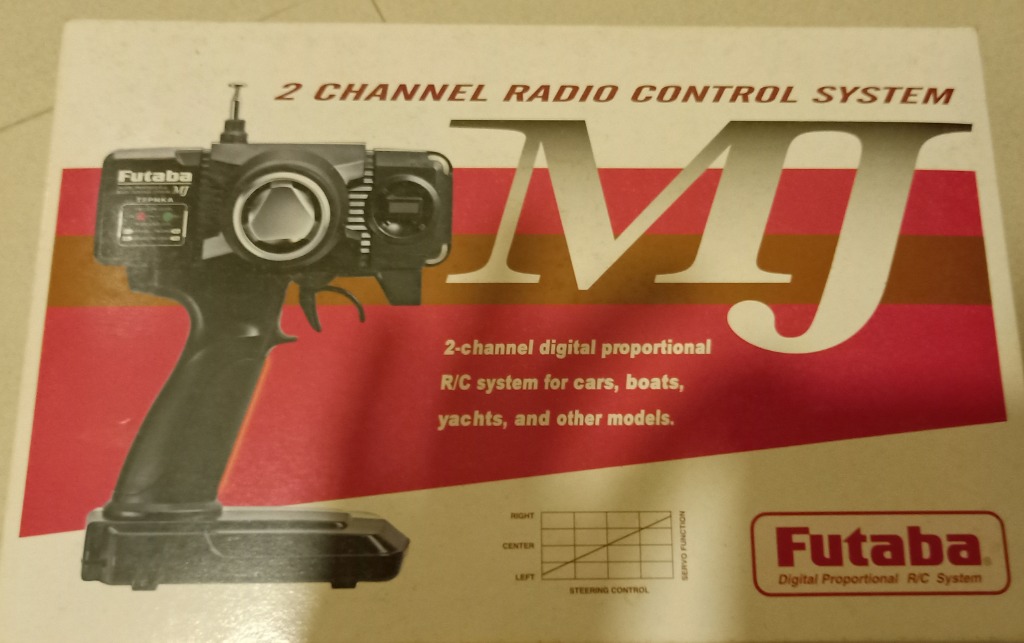 2 CHANNEL RADIO CONTROL SYSTEM
MJ
Futaba
MJ
2-channel digital proportional
R/C system for cars, boats,
yachts, and other models.
RIGHT
CENTER
LEFT
STEERING CONTROL
SERVO FUNCTION
Futaba®
Digital Proportional R/C System